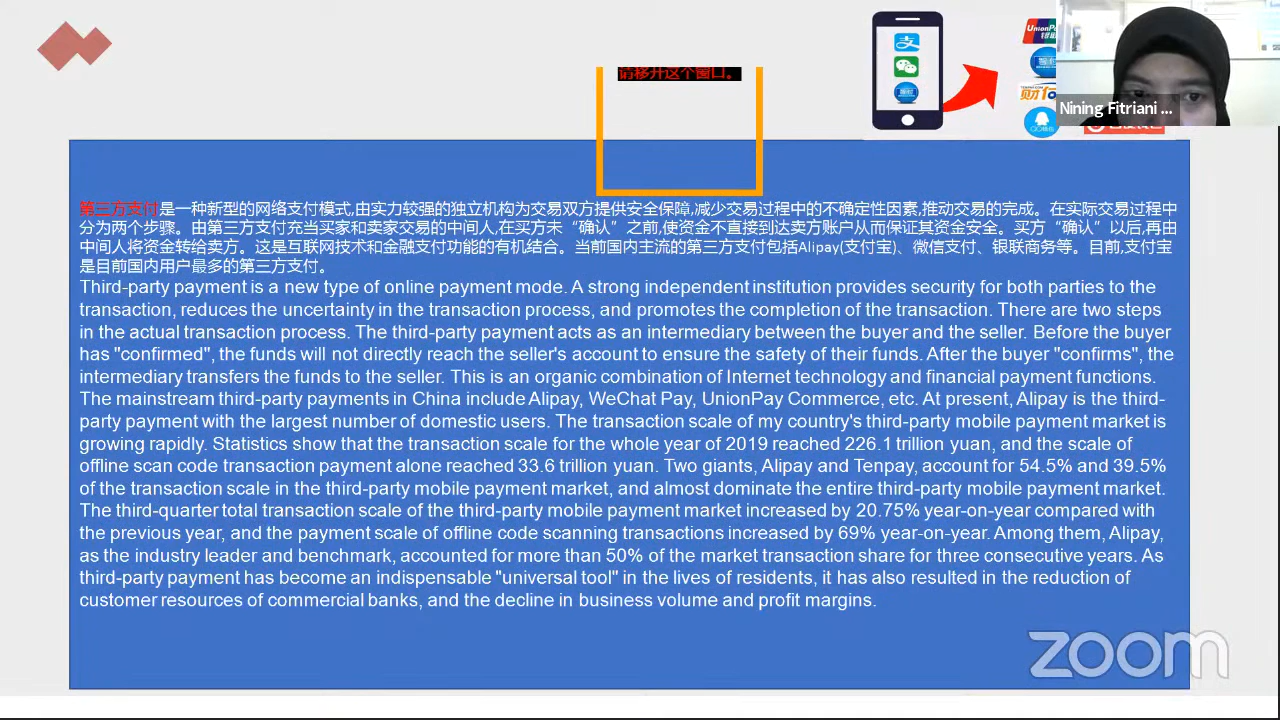 请移开这个窗口。
支
UnionPay
银联
财付
QQ钱包
Nining Fitriani ...
第三方支付是一种新型的网络支付模式,由实力较强的独立机构为交易双方提供安全保障,减少交易过程中的不确定性因素,推动交易的完成。在实际交易过程中
分为两个步骤。由第三方支付充当买家和卖家交易的中间人,在买方未“确认”之前,使资金不直接到达卖方账户从而保证其资金安全。买方“确认”以后,再由
中间人将资金转给卖方。这是互联网技术和金融支付功能的有机结合。当前国内主流的第三方支付包括Alipay(支付宝)、微信支付、银联商务等。目前,支付宝
是目前国内用户最多的第三方支付。
Third-party payment is a new type of online payment mode. A strong independent institution provides security for both parties to the
transaction, reduces the uncertainty in the transaction process, and promotes the completion of the transaction. There are two steps
in the actual transaction process. The third-party payment acts as an intermediary between the buyer and the seller. Before the buyer
has "confirmed", the funds will not directly reach the seller's account to ensure the safety of their funds. After the buyer "confirms", the
intermediary transfers the funds to the seller. This is an organic combination of Internet technology and financial payment functions.
The mainstream third-party payments in China include Alipay, WeChat Pay, UnionPay Commerce, etc. At present, Alipay is the third-
party payment with the largest number of domestic users. The transaction scale of my country's third-party mobile payment market is
growing rapidly. Statistics show that the transaction scale for the whole year of 2019 reached 226.1 trillion yuan, and the scale of
offline scan code transaction payment alone reached 33.6 trillion yuan. Two giants, Alipay and Tenpay, account for 54.5% and 39.5%
of the transaction scale in the third-party mobile payment market, and almost dominate the entire third-party mobile payment market.
The third-quarter total transaction scale of the third-party mobile payment market increased by 20.75% year-on-year compared with
the previous year, and the payment scale of offline code scanning transactions increased by 69% year-on-year. Among them, Alipay,
as the industry leader and benchmark, accounted for more than 50% of the market transaction share for three consecutive years. As
third-party payment has become an indispensable "universal tool" in the lives of residents, it has also resulted in the reduction of
customer resources of commercial banks, and the decline in business volume and profit margins.
zoom